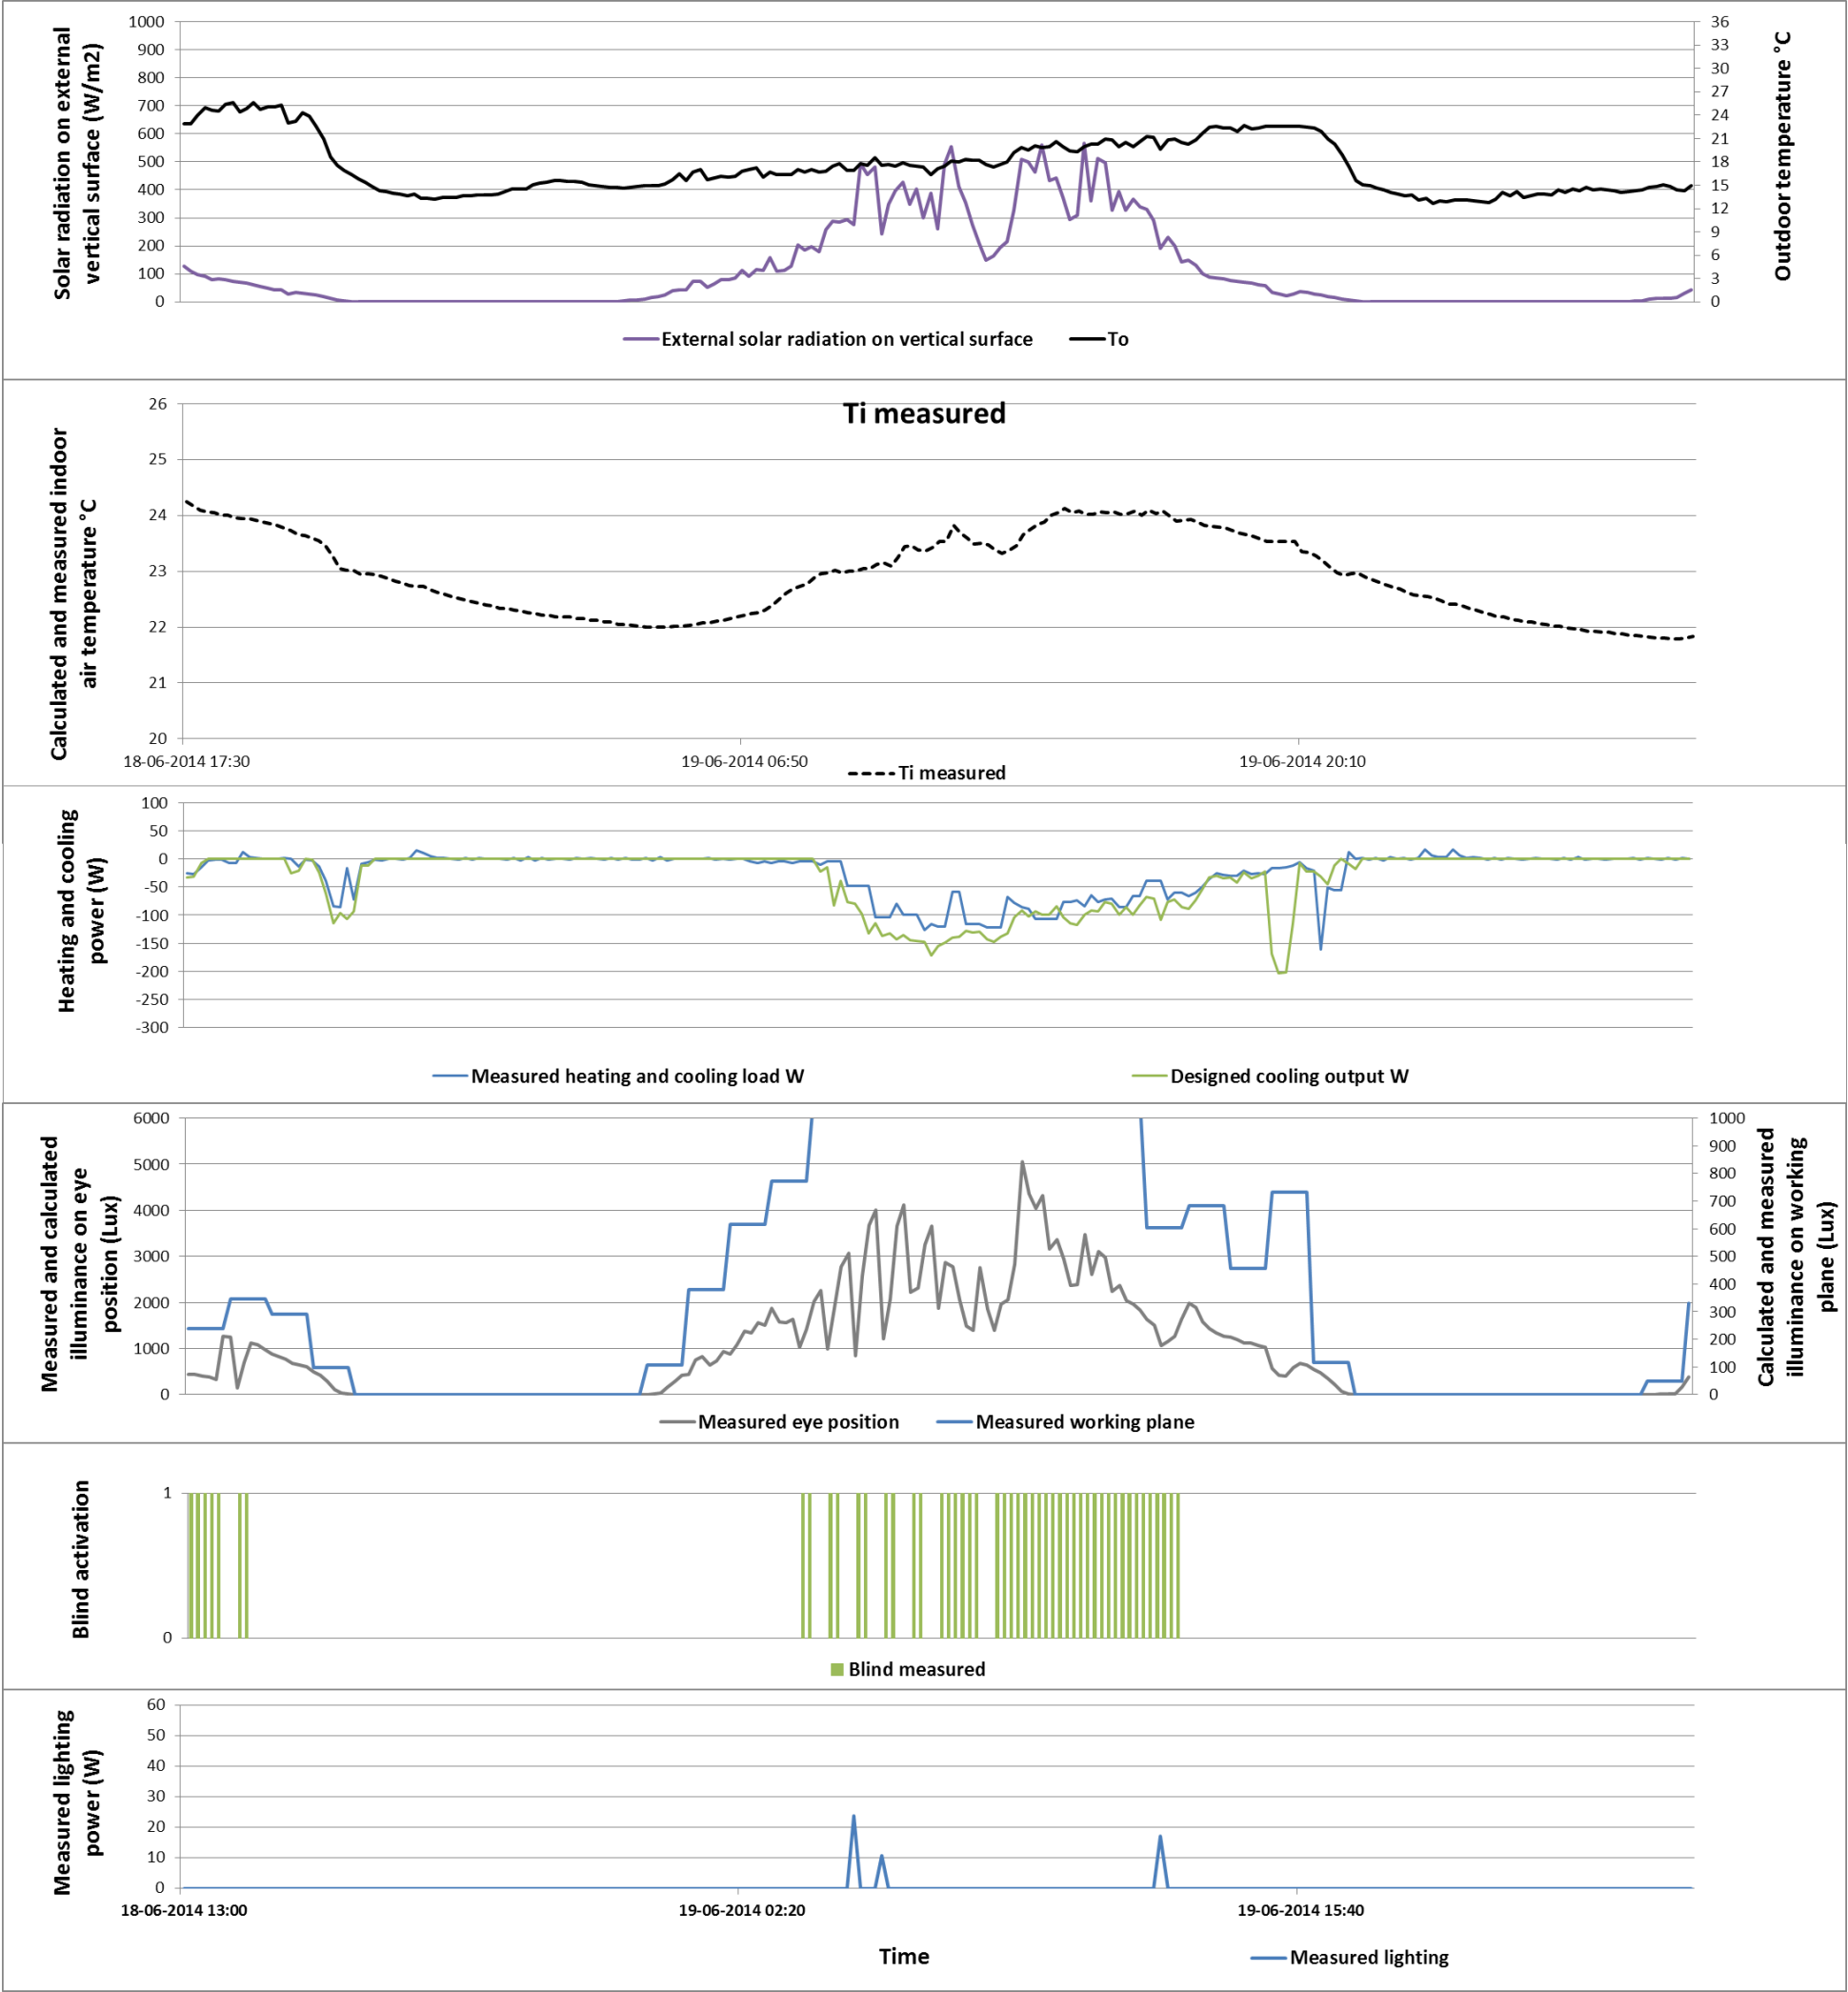 Solar radiation on external
vertical surface (W/m2)
1000
900
800
700
600
500
400
300
200
100
0
36
33
30
27
24
21
18
15
12
9
6
3
0
Outdoor temperature °C
External solar radiation on vertical surface
To
Calculated and measured indoor
air temperature °C
Ti measured
26
25
24
23
22
21
20
18-06-2014 17:30
19-06-2014 06:50
19-06-2014 20:10
Ti measured
Heating and cooling
power (W)
100
50
0
-50
-100
-150
-200
-250
-300
Measured heating and cooling load W
Designed cooling output W
Measured and calculated
illuminance on eye
position (Lux)
6000
5000
4000
3000
2000
1000
0
1000
900
800
700
600
500
400
300
200
100
0
Calculated and measured
illuminance on working
plane (Lux)
Measured eye position
Measured working plane
Blind activation
1
0
Blind measured
Measured lighting
power (W)
60
50
40
30
20
10
0
18-06-2014 13:00
19-06-2014 02:20
19-06-2014 15:40
Time
Measured lighting